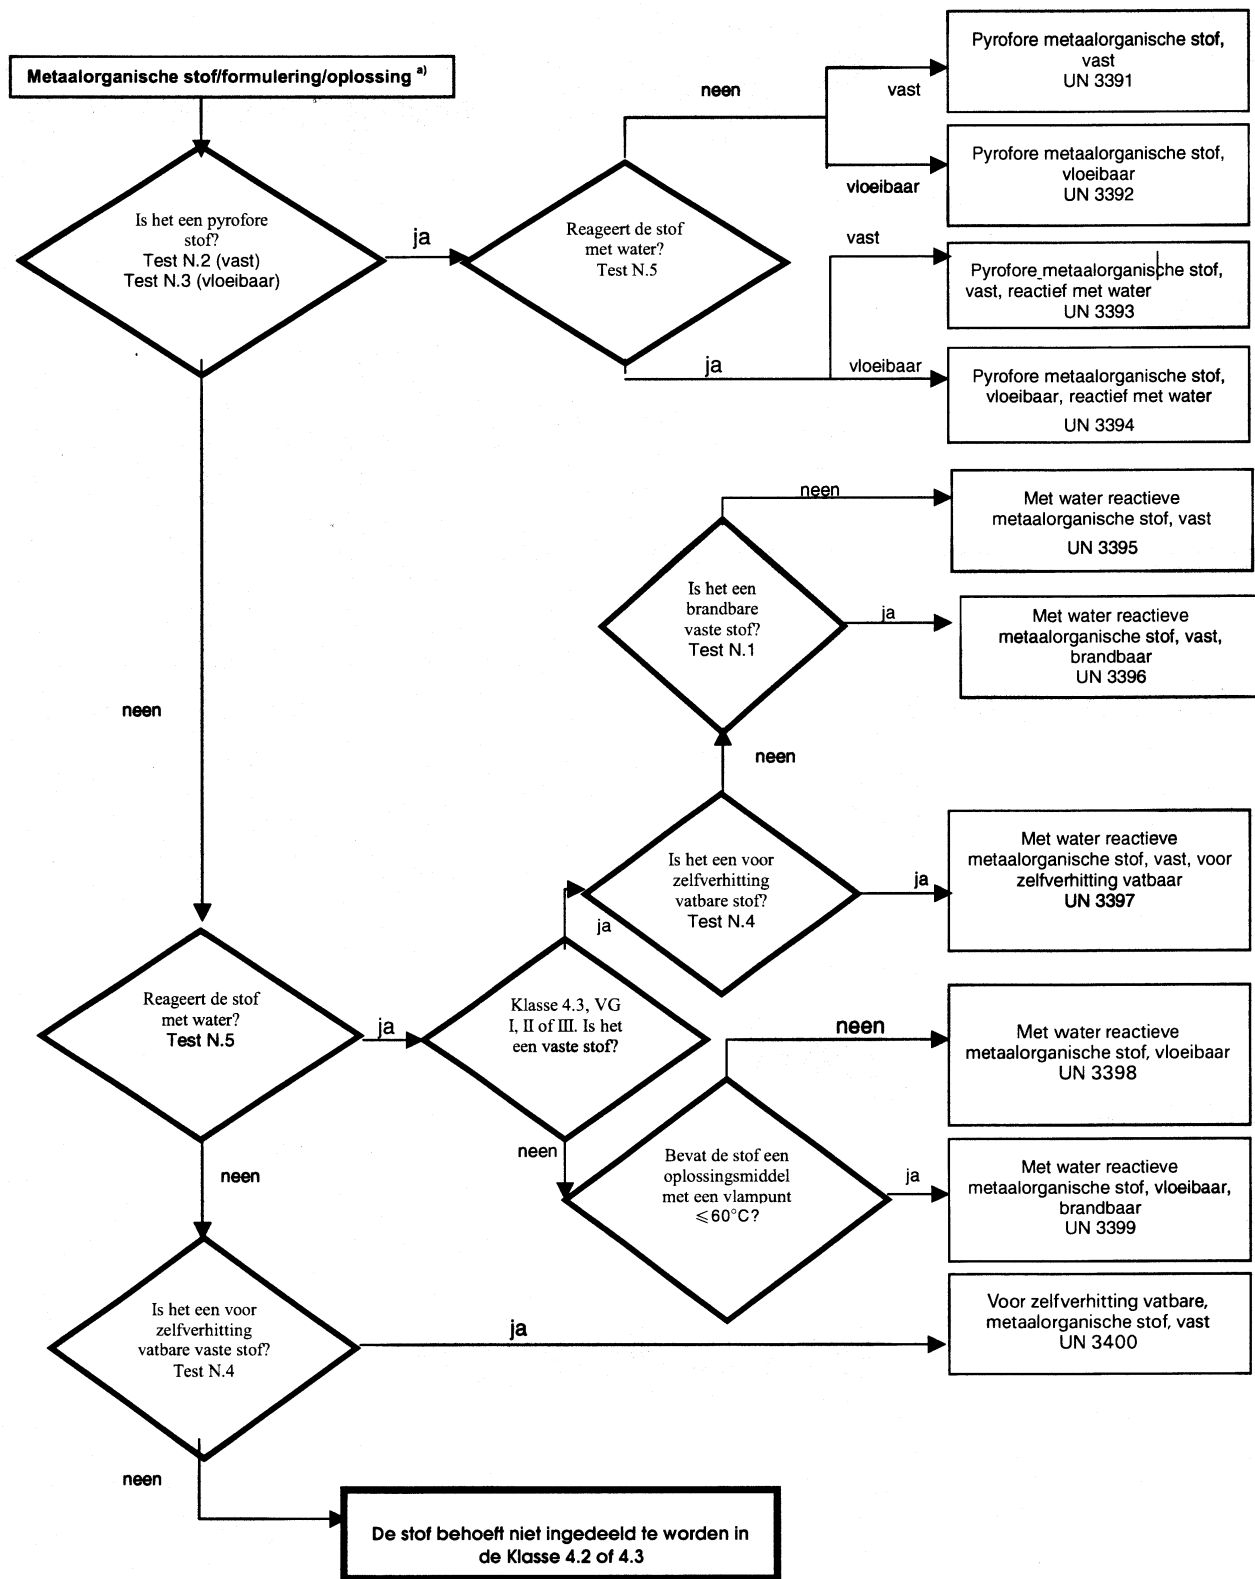 Metaalorganische stof/formulering/oplossing a)
Is het een pyrofore
stof?
Test N.2 (vast)
Test N.3 (vloeibaar)
ja
Reageert de stof
met water?
Test N.5
neen
vast
Pyrofore metaalorganische stof,
vast
UN 3391
vloeibaar
Pyrofore metaalorganische stof,
vloeibaar
UN 3392
vast
Pyrofore metaalorganische stof,
vast, reactief met water
UN 3393
ja
vloeibaar
Pyrofore metaalorganische stof,
vloeibaar, reactief met water
UN 3394
neen
Met water reactieve
metaalorganische stof, vast
UN 3395
Is het een
brandbare
vaste stof?
Test N.1
ja
Met water reactieve
metaalorganische stof, vast,
brandbaar
UN 3396
neen
neen
Is het een voor
zelfverhitting
vatbare stof?
Test N.4
ja
Met water reactieve
metaalorganische stof, vast, voor
zelfverhitting vatbaar
UN 3397
ja
Reageert de stof
met water?
Test N.5
ja
Klasse 4.3, VG
I, II of III. Is het
een vaste stof?
neen
Met water reactieve
metaalorganische stof, vloeibaar
UN 3398
neen
Bevat de stof een
oplossingsmiddel
met een vlampunt
≤60°C?
ja
Met water reactieve
metaalorganische stof, vloeibaar,
brandbaar
UN 3399
neen
Is het een voor
zelfverhitting
vatbare vaste stof?
Test N.4
ja
Voor zelfverhitting vatbare,
metaalorganische stof, vast
UN 3400
neen
De stof behoeft niet ingedeeld te worden in
de Klasse 4.2 of 4.3